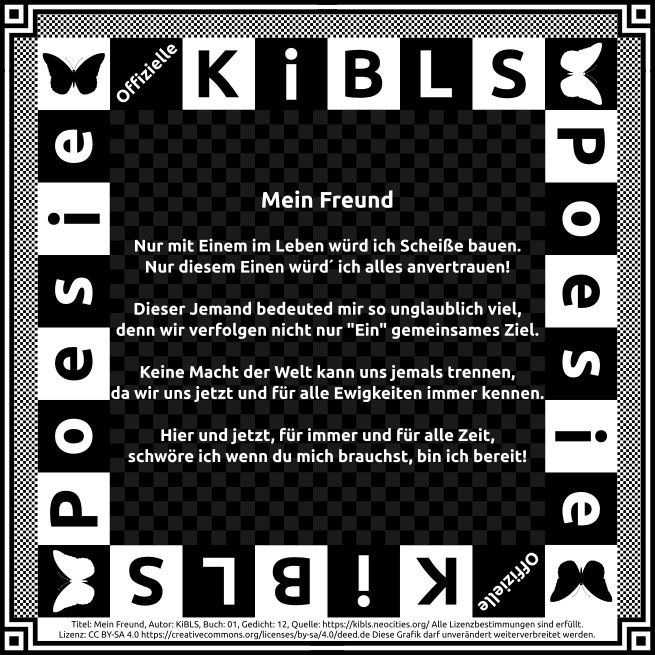 Offizielle KiBLS
Poesie
Poesie
Mein Freund
Nur mit Einem im Leben würd ich Scheiße bauen.
Nur diesem Einen würd´ ich alles anvertrauen!
Dieser Jemand bedeuted mir so unglaublich viel,
denn wir verfolgen nicht nur "Ein" gemeinsames Ziel.
Keine Macht der Welt kann uns jemals trennen,
da wir uns jetzt und für alle Ewigkeiten immer kennen.
Hier und jetzt, für immer und für alle Zeit,
schwöre ich wenn du mich brauchst, bin ich bereit!
Offizielle KiBLS
Titel: Mein Freund, Autor: KiBLS, Buch: 01, Gedicht: 12, Quelle: https://kibls.neocities.org/ Alle Lizenzbestimmungen sind erfüllt.
Lizenz: CC BY-SA 4.0 https://creativecommons.org/licenses/by-sa/4.0/deed.de Diese Grafik darf unverändert weiterverbreitet werden.